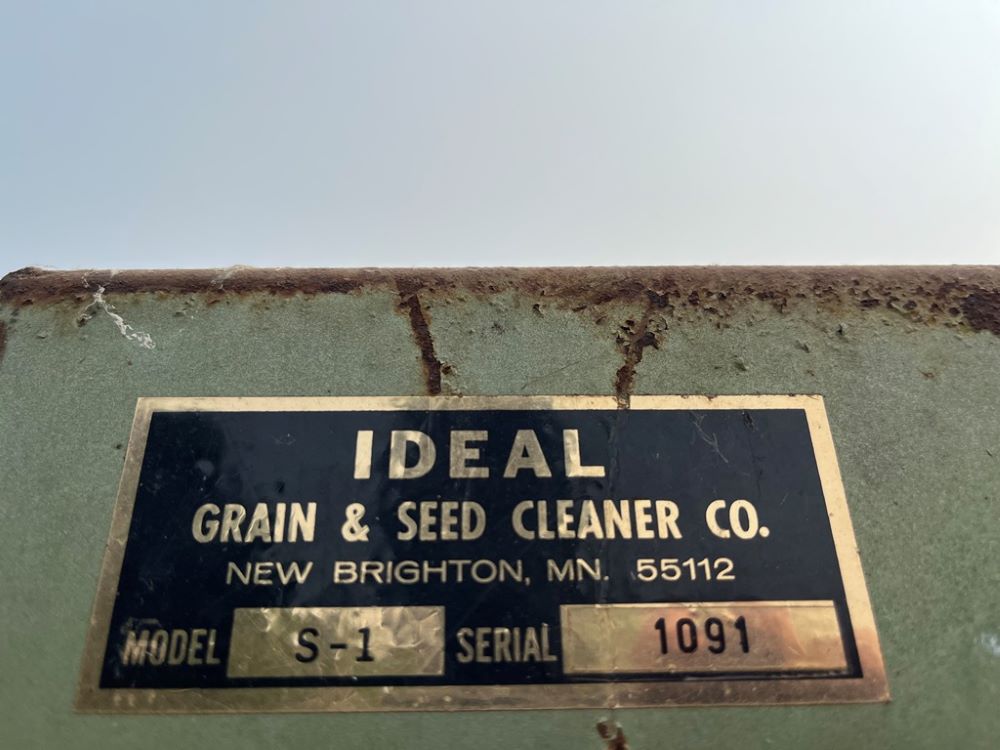 IDEAL
GRAIN & SEED CLEANER CO.
NEW BRIGHTON, MN. 55112
MODEL S-1 SERIAL 1091